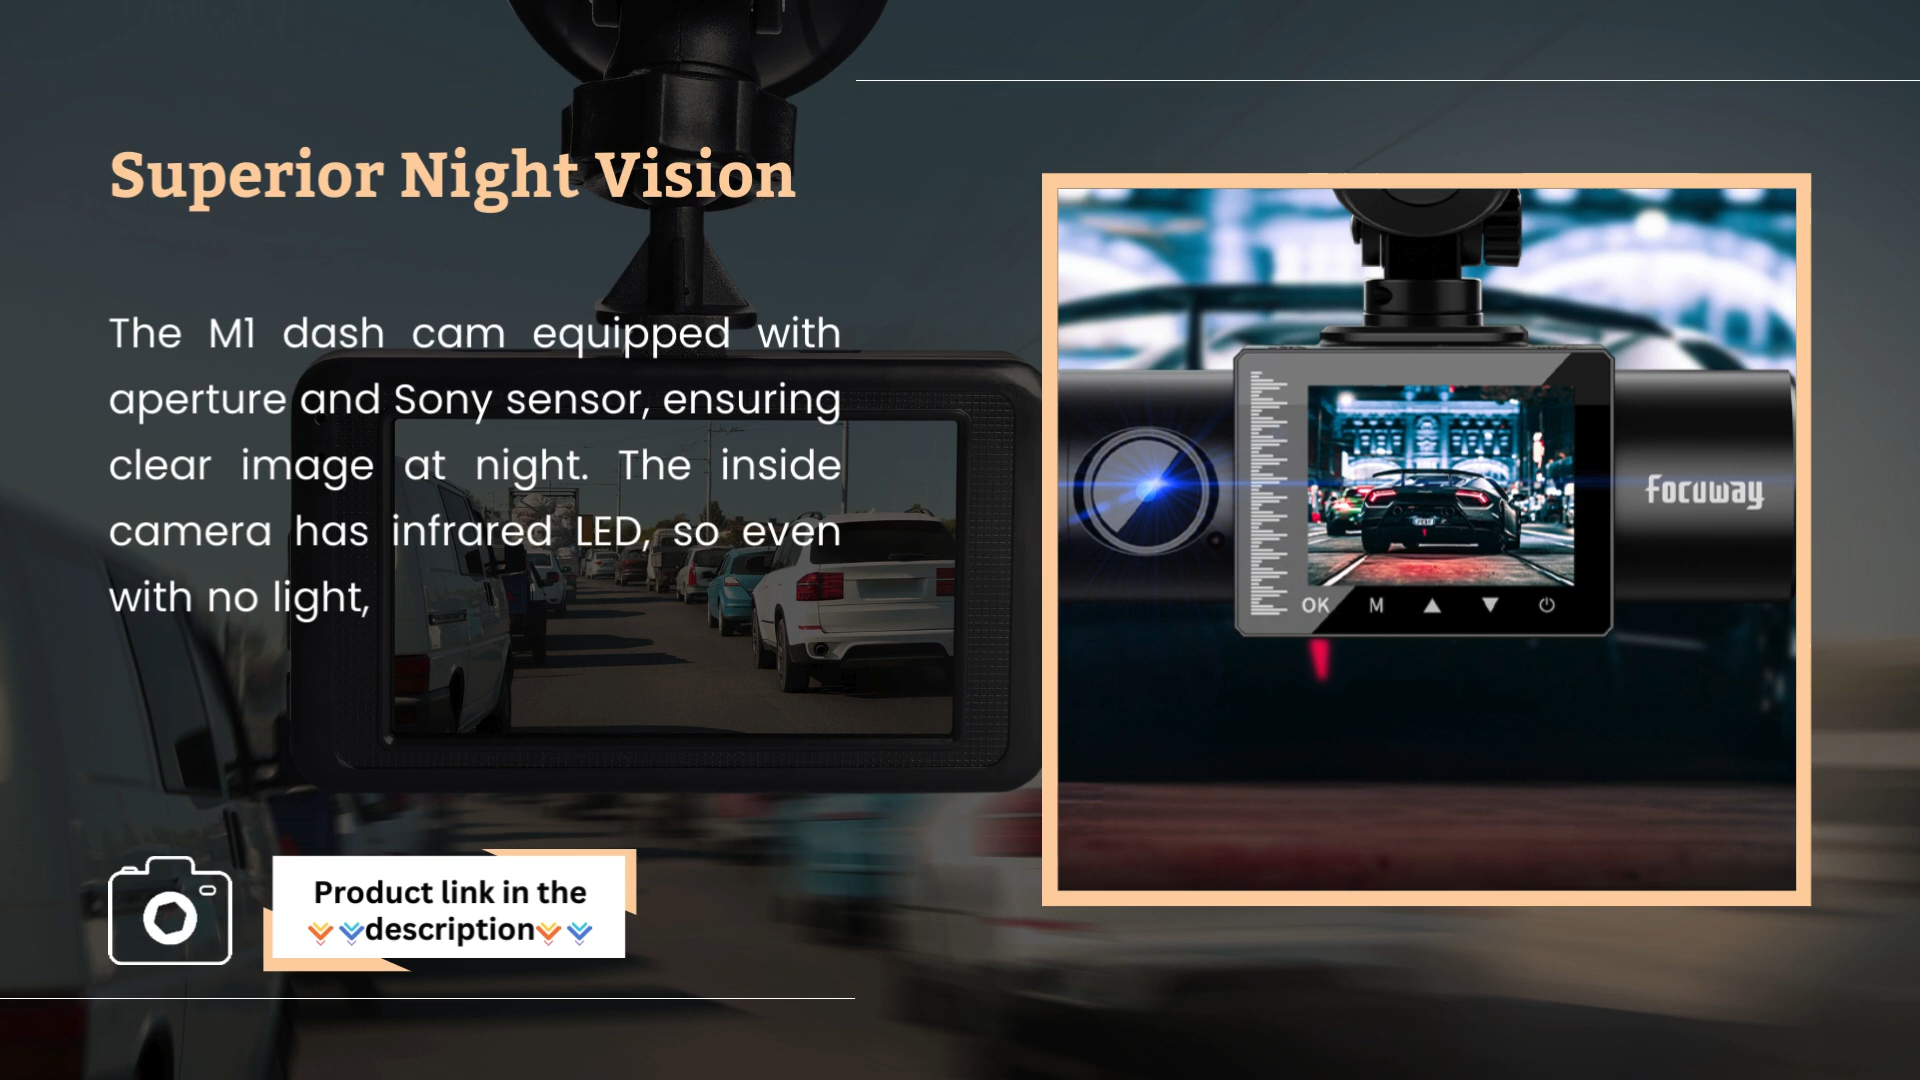 Superior Night Vision
The M1 dash cam equipped with
aperture and Sony sensor, ensuring
clear image at night. The inside
camera has infrared LED, so even
with no light,
focuway
OK M
Product link in the
description